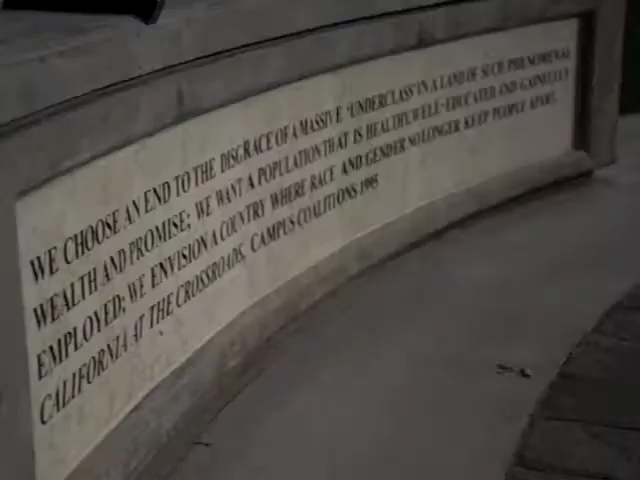 WE CHOOSE AN END TO THE DISGRACE OF A MASSIVE "UNDERCLASS" IN A LAND OF SUCH PHENOMENAL
WEALTH AND PROMISE; WE WANT A POPULATION THAT IS HEALTHY, WELL-EDUCATED, AND GAINFULLY
EMPLOYED; WE ENVISION A COUNTRY WHERE RACE AND GENDER NO LONGER KEEP PEOPLE APART.
CALIFORNIA AT THE CROSSROADS, CAMPUS COALITIONS 1995